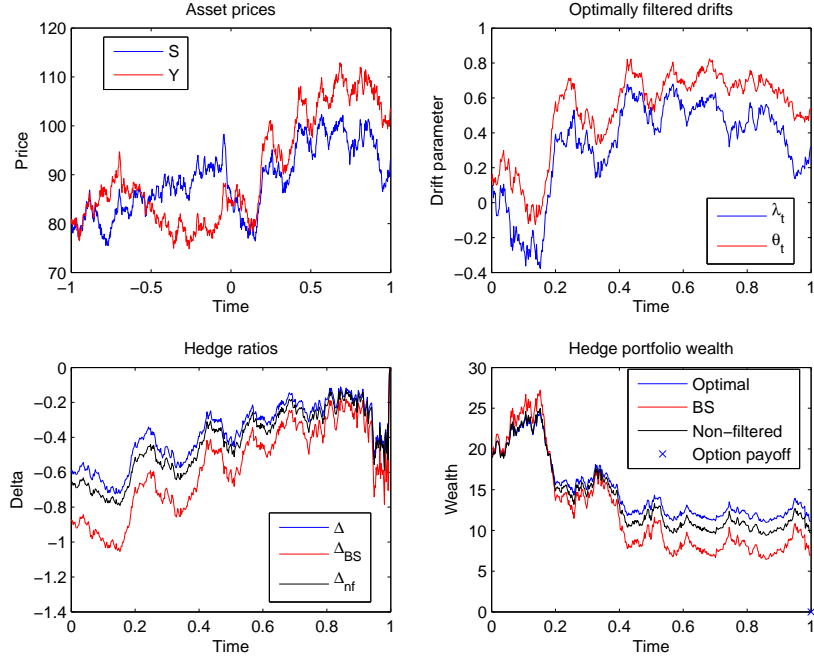 Asset prices
S
Y
Price
120
110
100
90
80
70
−1
−0.5
0
0.5
1
Time
Optimally filtered drifts
Drift parameter
1
0.8
0.6
0.4
0.2
0
−0.2
−0.4
λt
θt
0
0.2
0.4
0.6
0.8
1
Time
Hedge ratios
Delta
0
−0.2
−0.4
−0.6
−0.8
−1
−1.2
−1.4
Δ
ΔBS
Δnf
0
0.2
0.4
0.6
0.8
1
Time
Hedge portfolio wealth
Wealth
30
25
20
15
10
5
0
Optimal
BS
Non−filtered
Option payoff
0
0.2
0.4
0.6
0.8
1
Time